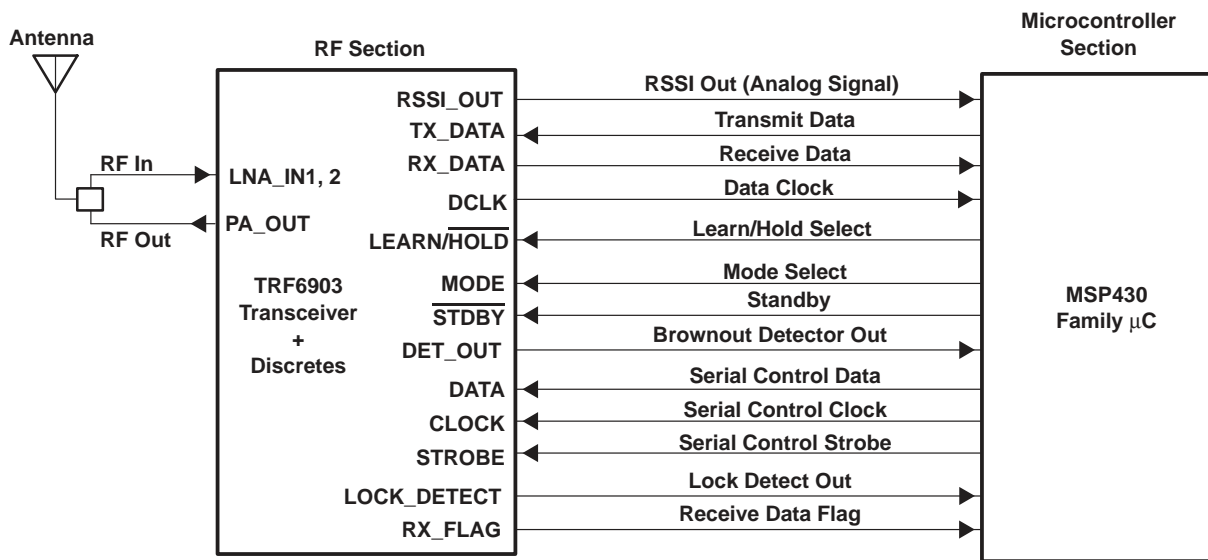 Antenna
RF Section
Microcontroller
Section
RSSI_OUT
RSSI Out (Analog Signal)
TX_DATA
Transmit Data
RX_DATA
Receive Data
RF In
LNA_IN1, 2
DCLK
Data Clock
PA_OUT
RF Out
LEARN/HOLD
Learn/Hold Select
MODE
Mode Select
STDBY
Standby
DET_OUT
Brownout Detector Out
TRF6903
Transceiver
+
Discretes
MSP430
Family μC
DATA
Serial Control Data
CLOCK
Serial Control Clock
STROBE
Serial Control Strobe
LOCK_DETECT
Lock Detect Out
RX_FLAG
Receive Data Flag